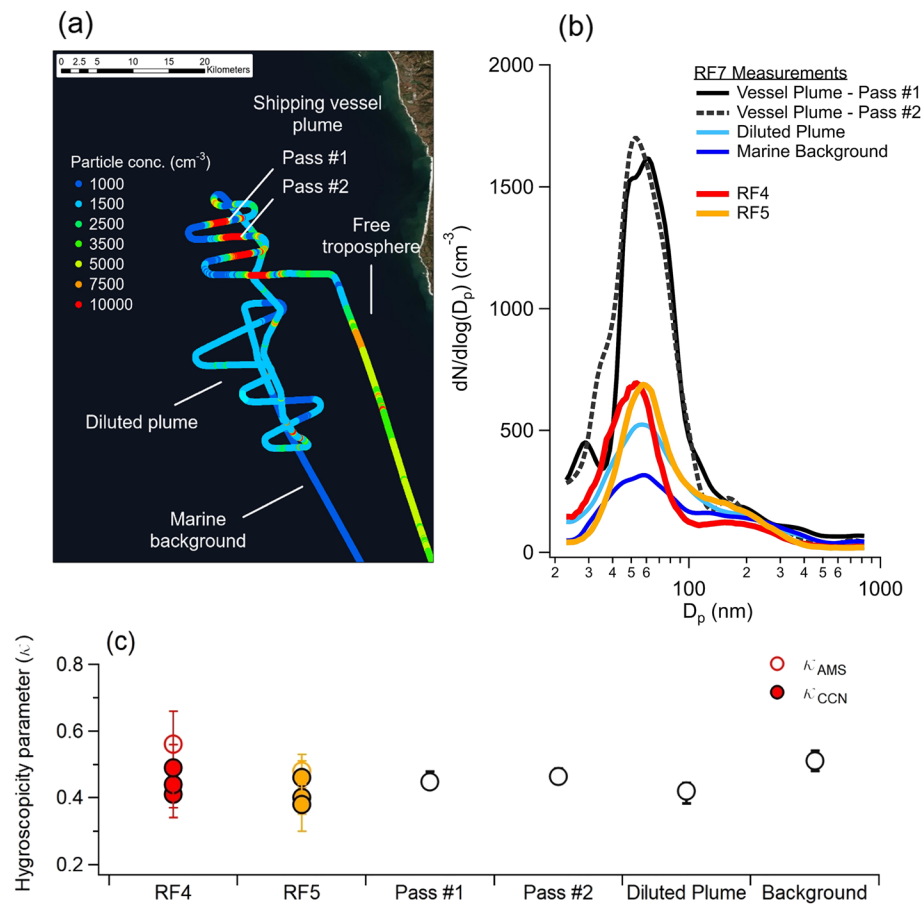 (a)
0 2.5 5 10 15 20
Kilometers
Shipping vessel
plume
Pass #1
Pass #2
Particle conc. (cm⁻³)
1000
1500
2500
3500
5000
7500
10000
Free
troposphere
Diluted plume
Marine
background
(b)
dN/dlog(Dₚ) (cm⁻³)
2000
1500
1000
500
0
RF7 Measurements
Vessel Plume - Pass #1
Vessel Plume - Pass #2
Diluted Plume
Marine Background
RF4
RF5
2 3 4 5 6 100 2 3 4 5 6 1000
Dₚ (nm)
(c)
Hygroscopicity parameter (κ)
0.8
0.6
0.4
0.2
κ AMS
κ CCN
RF4 RF5 Pass #1 Pass #2 Diluted Plume Background